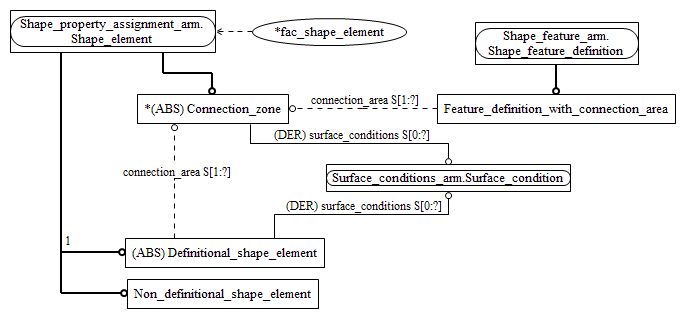 Shape_property_assignment_arm.
Shape_element
*fac_shape_element
Shape_feature_arm.
Shape_feature_definition
*(ABS) Connection_zone
connection_area S[1:?]
Feature_definition_with_connection_area
(DER) surface_conditions S[0:?]
connection_area S[1:?]
Surface_conditions_arm.Surface_condition
(DER) surface_conditions S[0:?]
1
(ABS) Definitional_shape_element
Non_definitional_shape_element